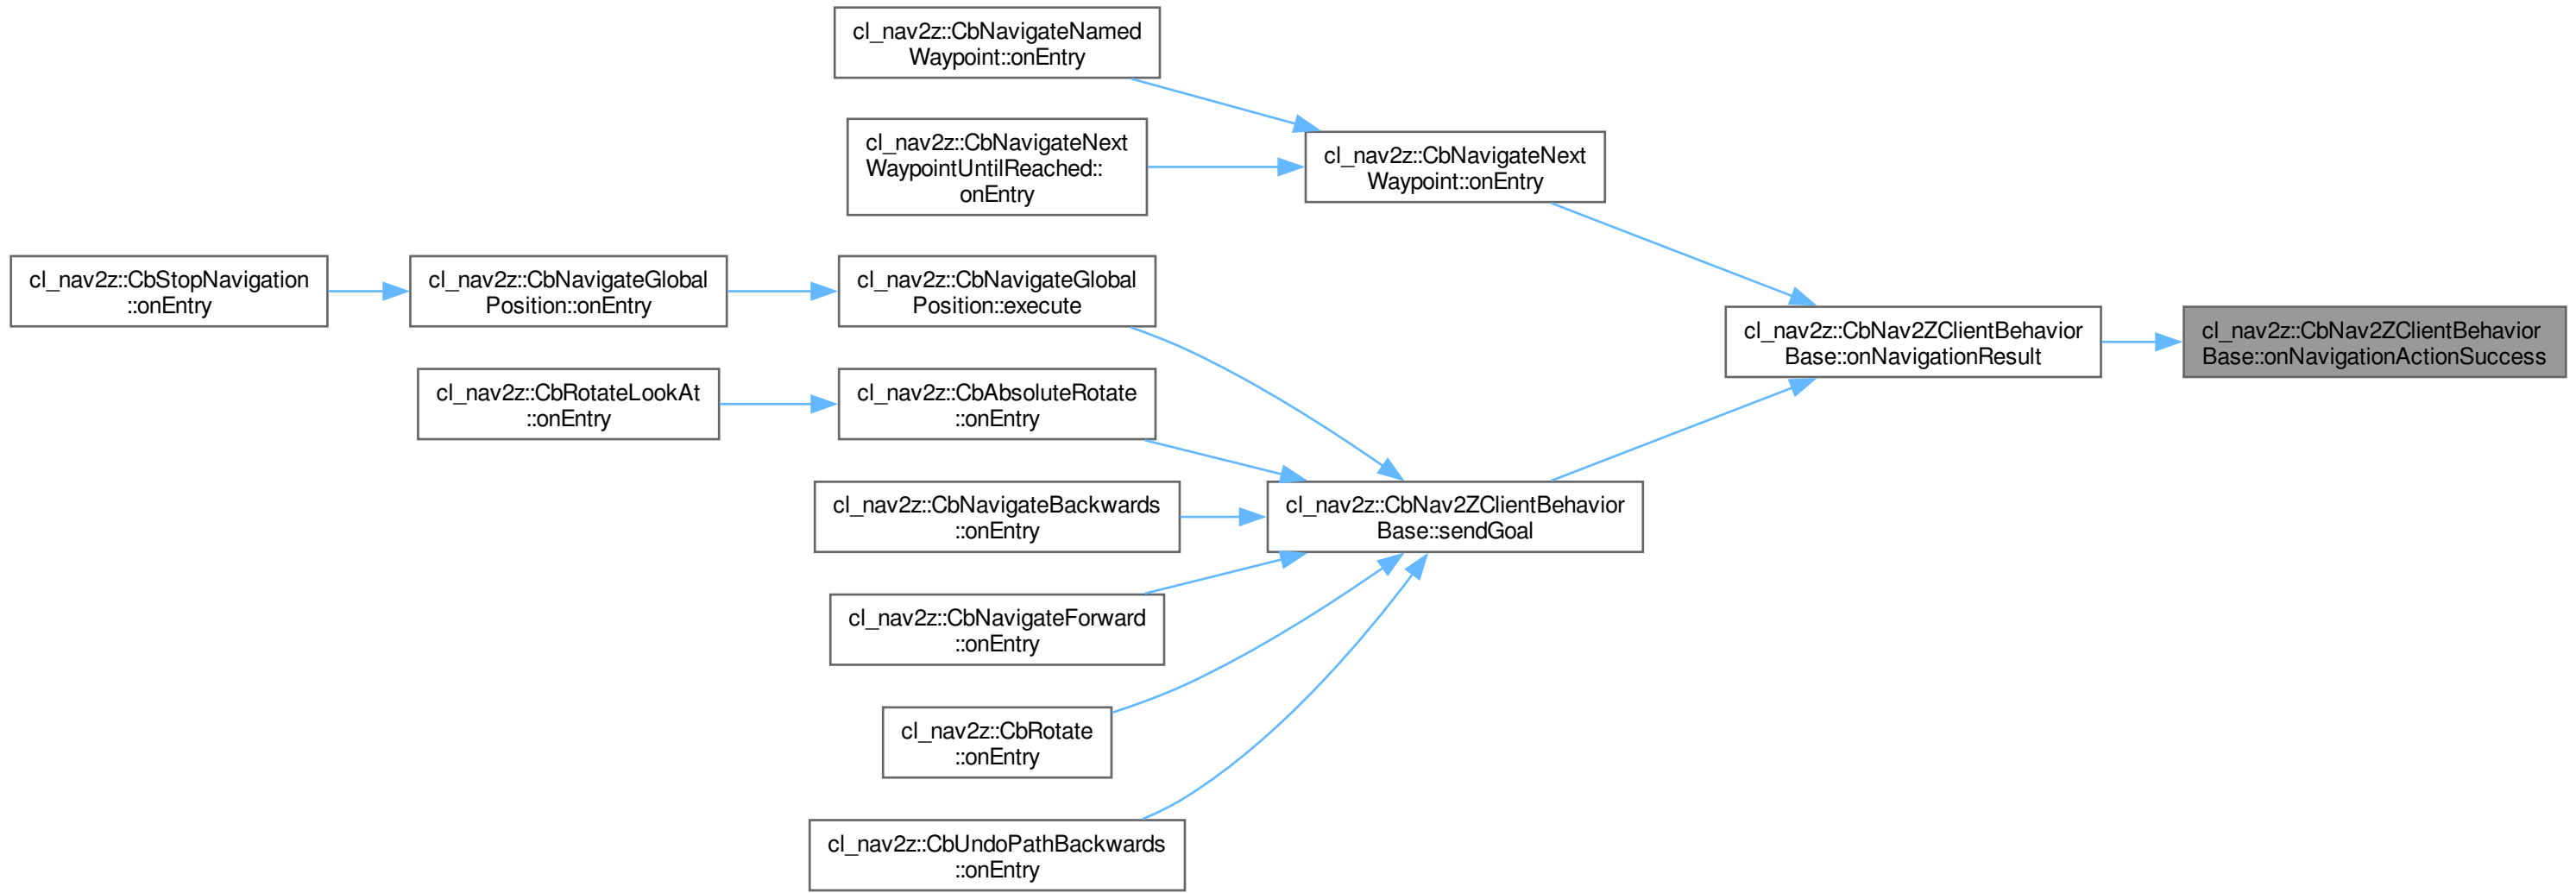 cl_nav2z::CbNavigateNamed
Waypoint::onEntry
cl_nav2z::CbNavigateNext
WaypointUntilReached::
onEntry
cl_nav2z::CbNavigateNext
Waypoint::onEntry
cl_nav2z::CbStopNavigation
::onEntry
cl_nav2z::CbNavigateGlobal
Position::onEntry
cl_nav2z::CbNavigateGlobal
Position::execute
cl_nav2z::CbNav2ZClientBehavior
Base::onNavigationResult
cl_nav2z::CbNav2ZClientBehavior
Base::onNavigationActionSuccess
cl_nav2z::CbRotateLookAt
::onEntry
cl_nav2z::CbAbsoluteRotate
::onEntry
cl_nav2z::CbNavigateBackwards
::onEntry
cl_nav2z::CbNav2ZClientBehavior
Base::sendGoal
cl_nav2z::CbNavigateForward
::onEntry
cl_nav2z::CbRotate
::onEntry
cl_nav2z::CbUndoPathBackwards
::onEntry